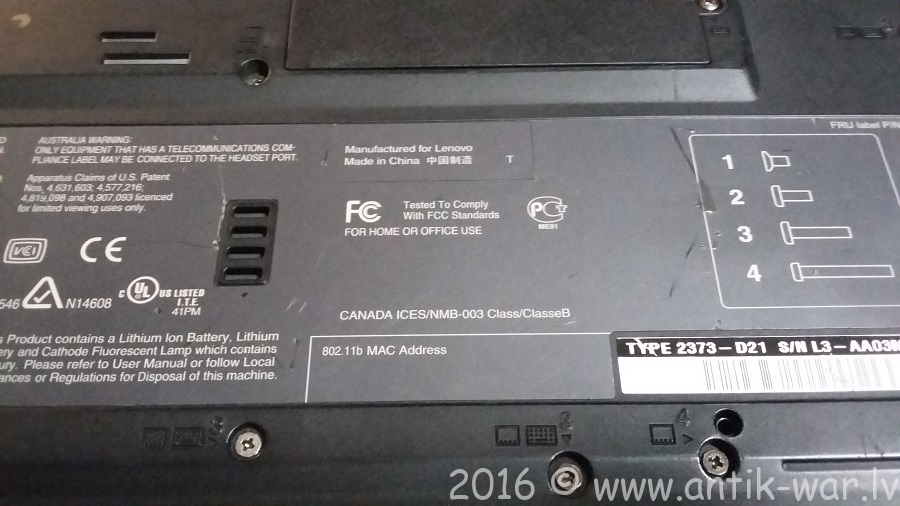 AUSTRALIA WARNING:
ONLY EQUIPMENT THAT HAS A TELECOMMUNICATIONS COM-
PLIANCE LABEL MAY BE CONNECTED TO THE HEADSET PORT.
Apparatus Claims of U.S. Patent
Nos. 4,631,603; 4,577,216;
4,819,098 and 4,907,093 licenced
for limited viewing uses only.
VCI
CE
546 N14608
C UL US LISTED
I.T.E.
41PM
Product contains a Lithium Ion Battery, Lithium
and Cathode Fluorescent Lamp which contains
Please refer to User Manual or follow Local
or Regulations for Disposal of this machine.
Manufactured for Lenovo
Made in China 中国制造 T
FC Tested To Comply
With FCC Standards
FOR HOME OR OFFICE USE
PCT
ME01
CANADA ICES/NMB-003 Class/ClasseB
802.11b MAC Address
FRU label P/N
1
2
3
4
TYPE 2373-D21 S/N L3-AA03
3
3
4
2016 © www.antik-war.lv